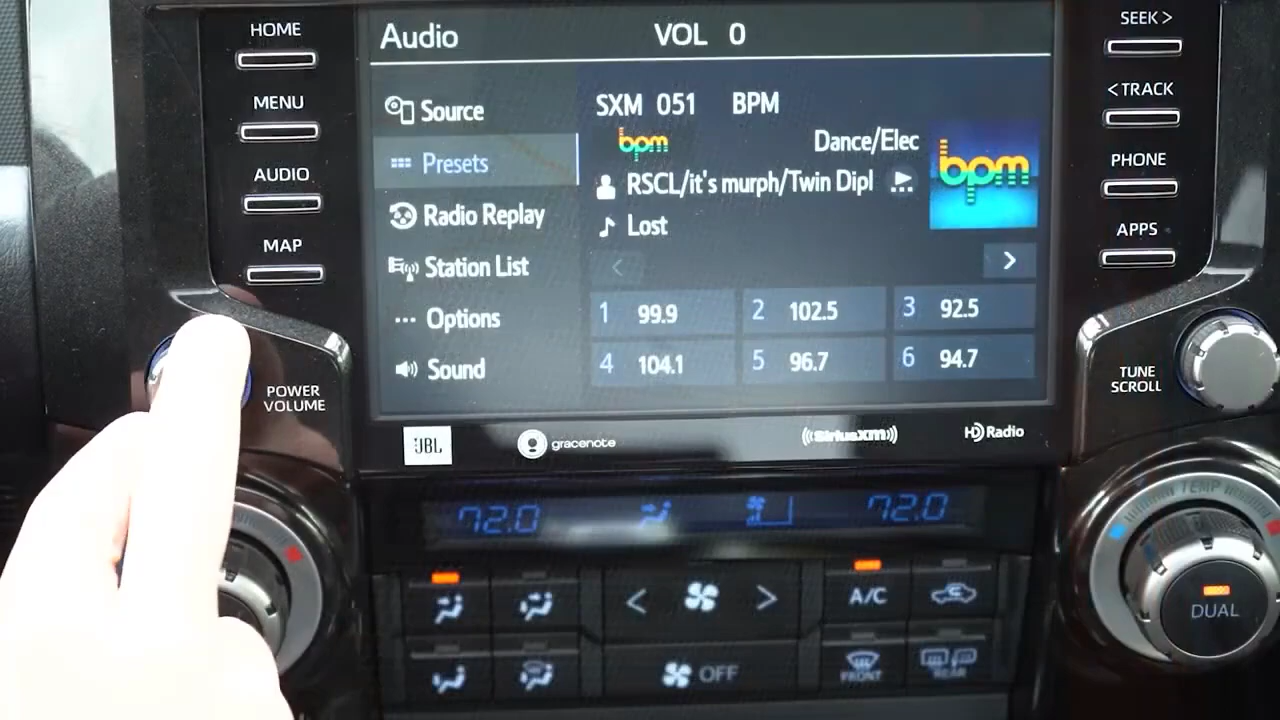 HOME
MENU
AUDIO
MAP
POWER
VOLUME
Audio
VOL 0
Source
Presets
Radio Replay
Station List
Options
Sound
SXM 051 BPM
bpm
Dance/Elec
RSCL/it's murph/Twin Dipl
Lost
bpm
1 99.9
2 102.5
3 92.5
4 104.1
5 96.7
6 94.7
SEEK >
< TRACK
PHONE
APPS
TUNE
SCROLL
JBL
gracenote
((SiriusXM))
HD Radio
72.0
72.0
TEMP
A/C
OFF
FRONT
REAR
DUAL